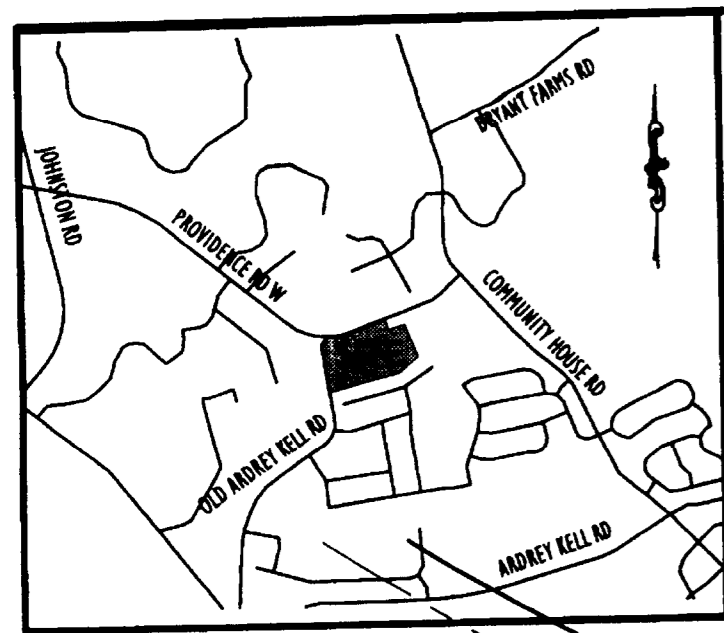 BRYANT FARMS RD
JOHNSTON RD
PROVIDENCE RD W
COMMUNITY HOUSE RD
OLD ARDREY KELL RD
ARDREY KELL RD